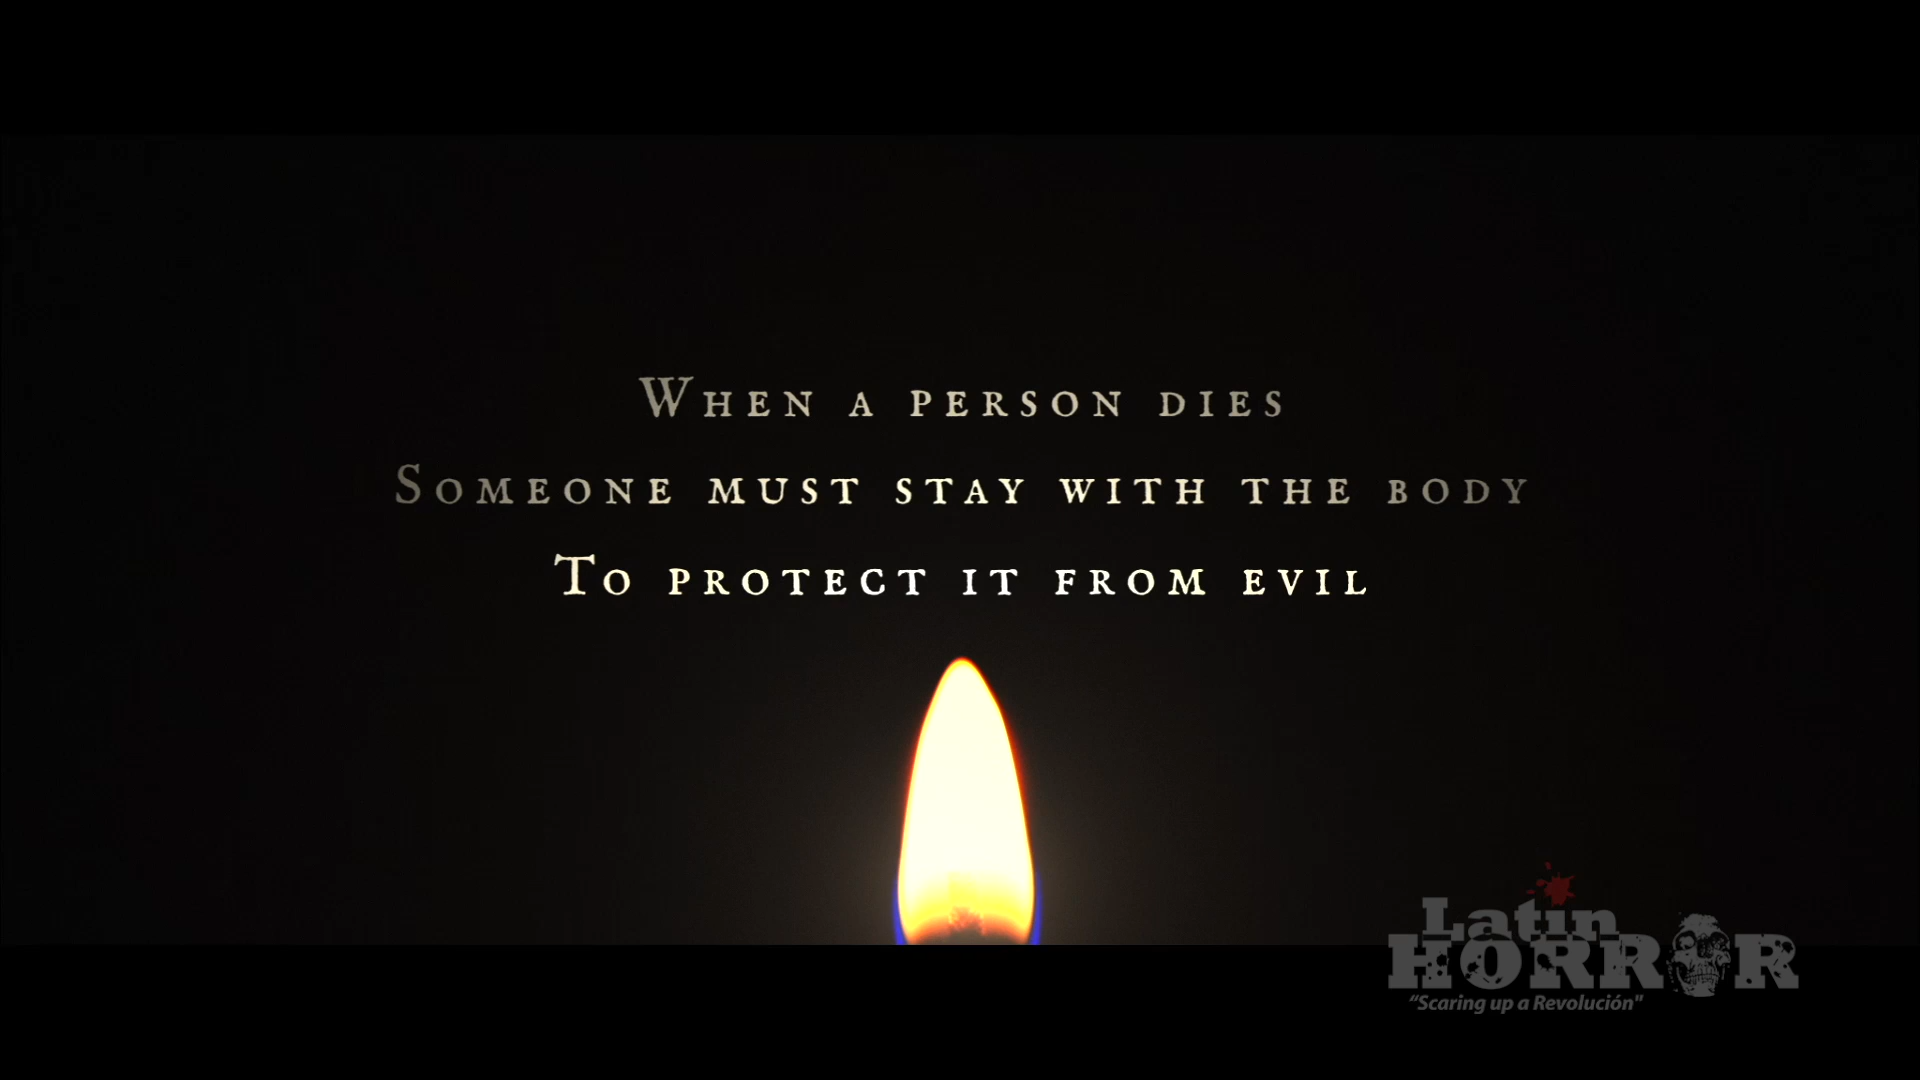 When a person dies
Someone must stay with the body
To protect it from evil
Latin
HORROR
"Scaring up a Revolución"